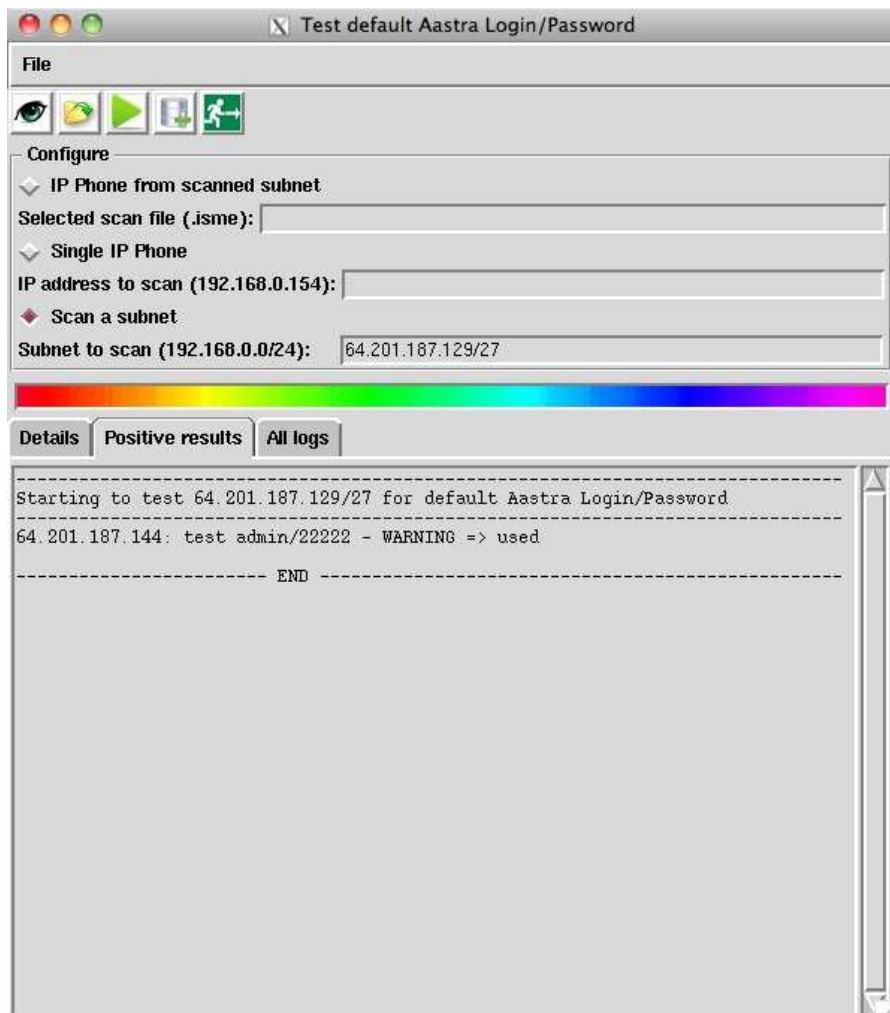 X Test default Aastra Login/Password
File
Configure
IP Phone from scanned subnet
Selected scan file (.isme):
Single IP Phone
IP address to scan (192.168.0.154):
Scan a subnet
Subnet to scan (192.168.0.0/24): 64.201.187.129/27
Details Positive results All logs
--------------------------------------------------------------------------------
Starting to test 64.201.187.129/27 for default Aastra Login/Password
--------------------------------------------------------------------------------
64.201.187.144: test admin/22222 - WARNING => used
------------------------ END --------------------------------------------------